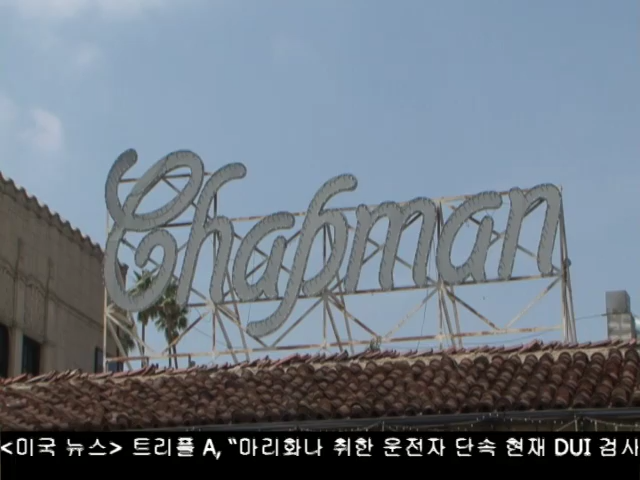 Chapman
<미국 뉴스> 트리플 A, “마리화나 취한 운전자 단속 현재 DUI 검사